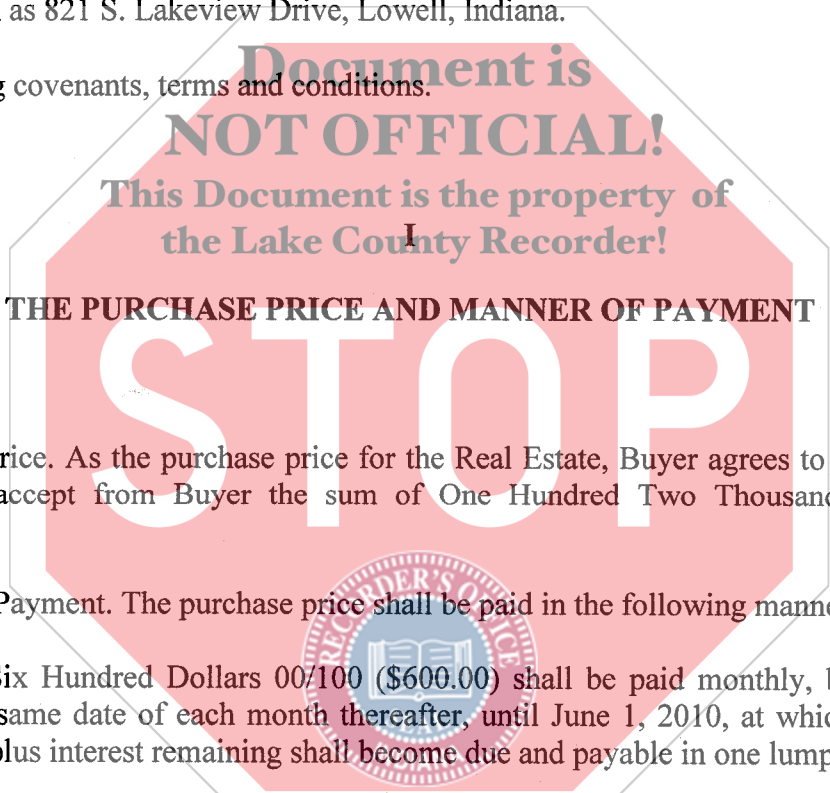 as 821 S. Lakeview Drive, Lowell, Indiana.
Document is
covenants, terms and conditions.
NOT OFFICIAL!
This Document is the property of
the Lake County Recorder!
I
THE PURCHASE PRICE AND MANNER OF PAYMENT
STOP
rice. As the purchase price for the Real Estate, Buyer agrees to
accept from Buyer the sum of One Hundred Two Thousand
RECORDER'S OFFICE
Payment. The purchase price shall be paid in the following manne
Six Hundred Dollars 00/100 ($600.00) shall be paid monthly, b
same date of each month thereafter, until June 1, 2010, at whic
plus interest remaining shall become due and payable in one lump
INDIANA